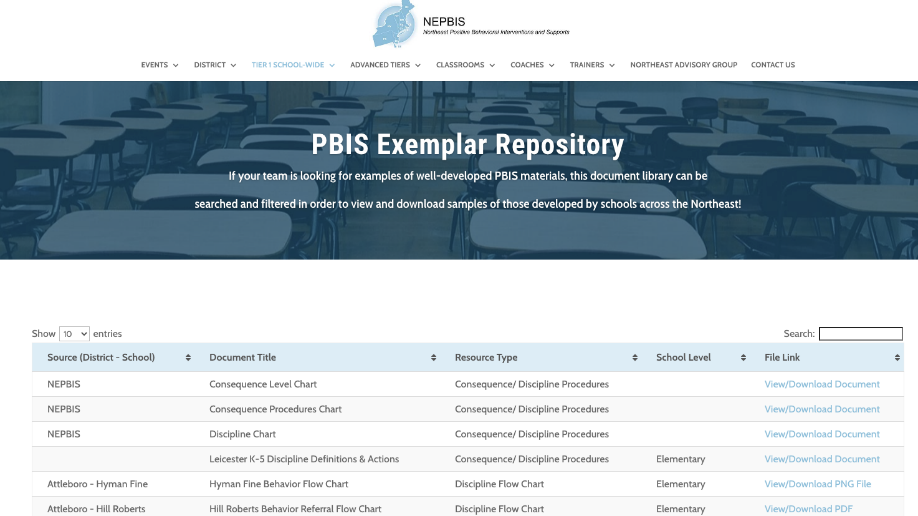 NEPBIS
Northeast Positive Behavioral Interventions and Supports
EVENTS DISTRICT TIER 1 SCHOOL-WIDE ADVANCED TIERS CLASSROOMS COACHES TRAINERS NORTHEAST ADVISORY GROUP CONTACT US
PBIS Exemplar Repository
If your team is looking for examples of well-developed PBIS materials, this document library can be
searched and filtered in order to view and download samples of those developed by schools across the Northeast!
Show 10 entries Search:
Source (District - School) Document Title Resource Type School Level File Link
NEPBIS Consequence Level Chart Consequence/ Discipline Procedures View/Download Document
NEPBIS Consequence Procedures Chart Consequence/ Discipline Procedures View/Download Document
NEPBIS Discipline Chart Consequence/ Discipline Procedures View/Download Document
Leicester K-5 Discipline Definitions & Actions Consequence/ Discipline Procedures Elementary View/Download Document
Attleboro - Hyman Fine Hyman Fine Behavior Flow Chart Discipline Flow Chart Elementary View/Download PNG File
Attleboro - Hill Roberts Hill Roberts Behavior Referral Flow Chart Discipline Flow Chart Elementary View/Download PDF